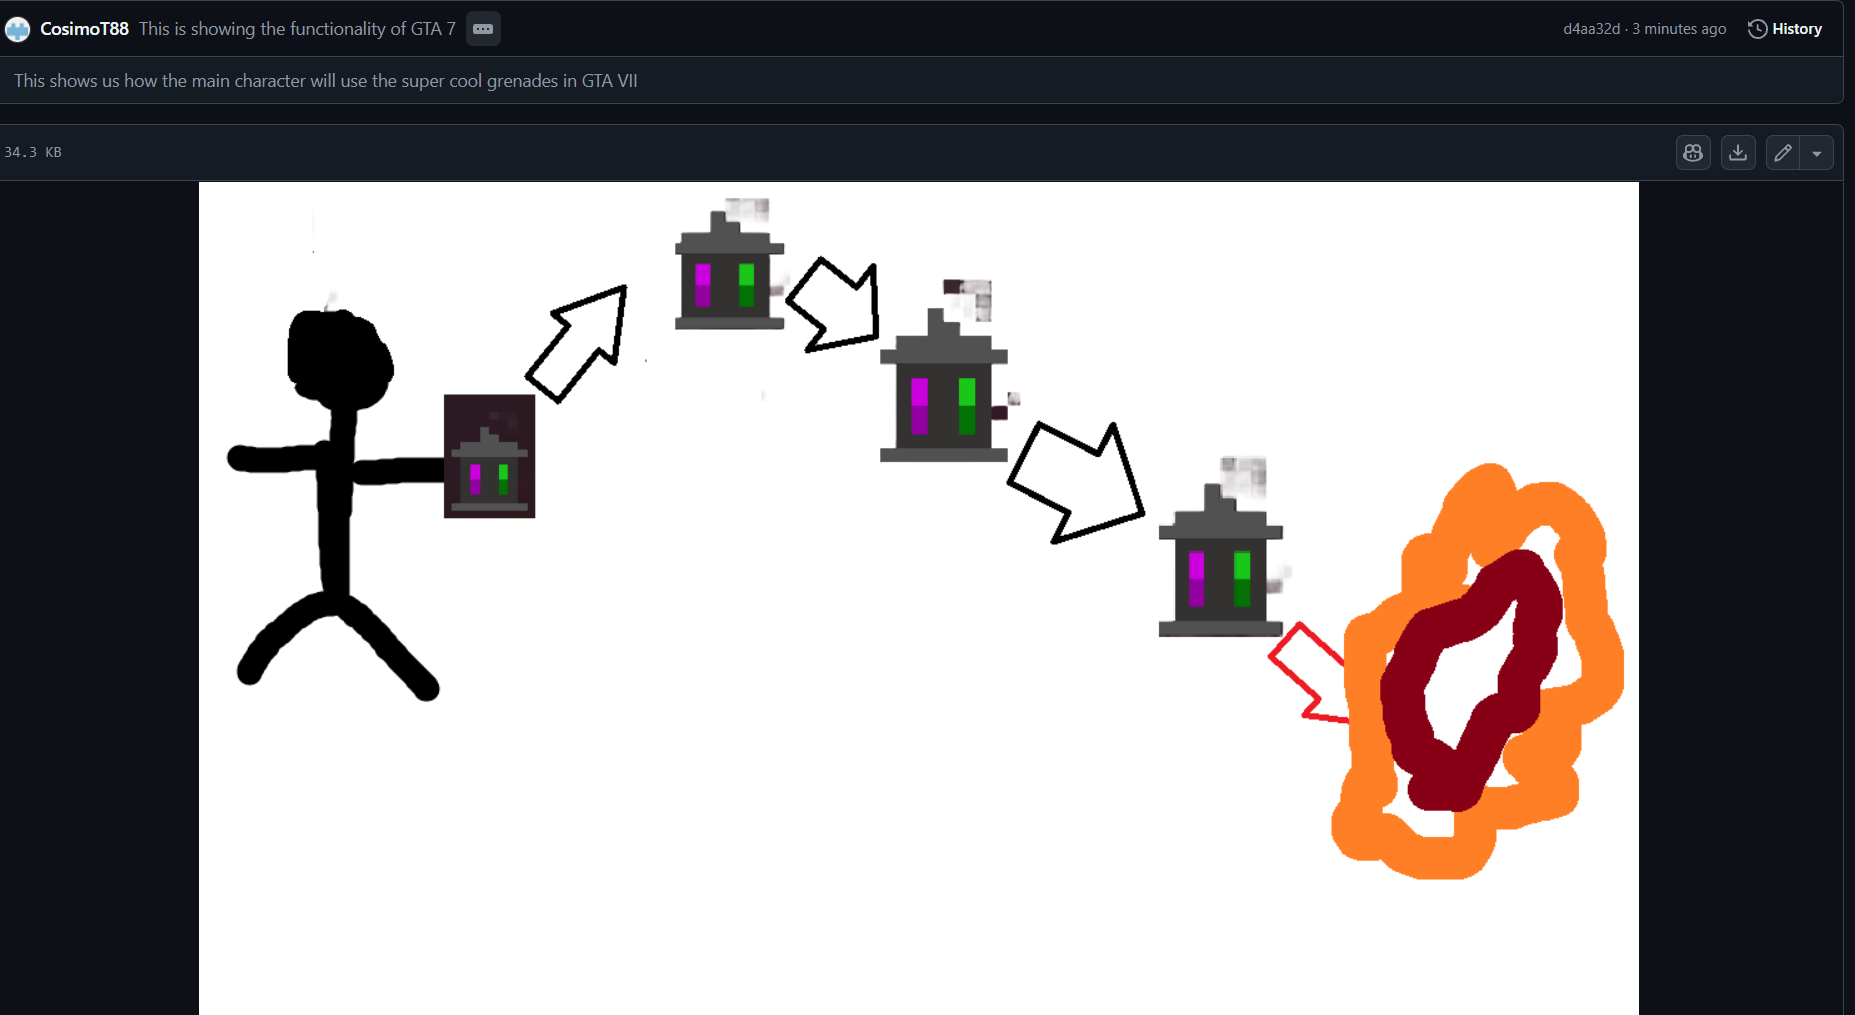 CosimoT88 This is showing the functionality of GTA 7 d4aa32d · 3 minutes ago History
This shows us how the main character will use the super cool grenades in GTA VII
34.3 KB